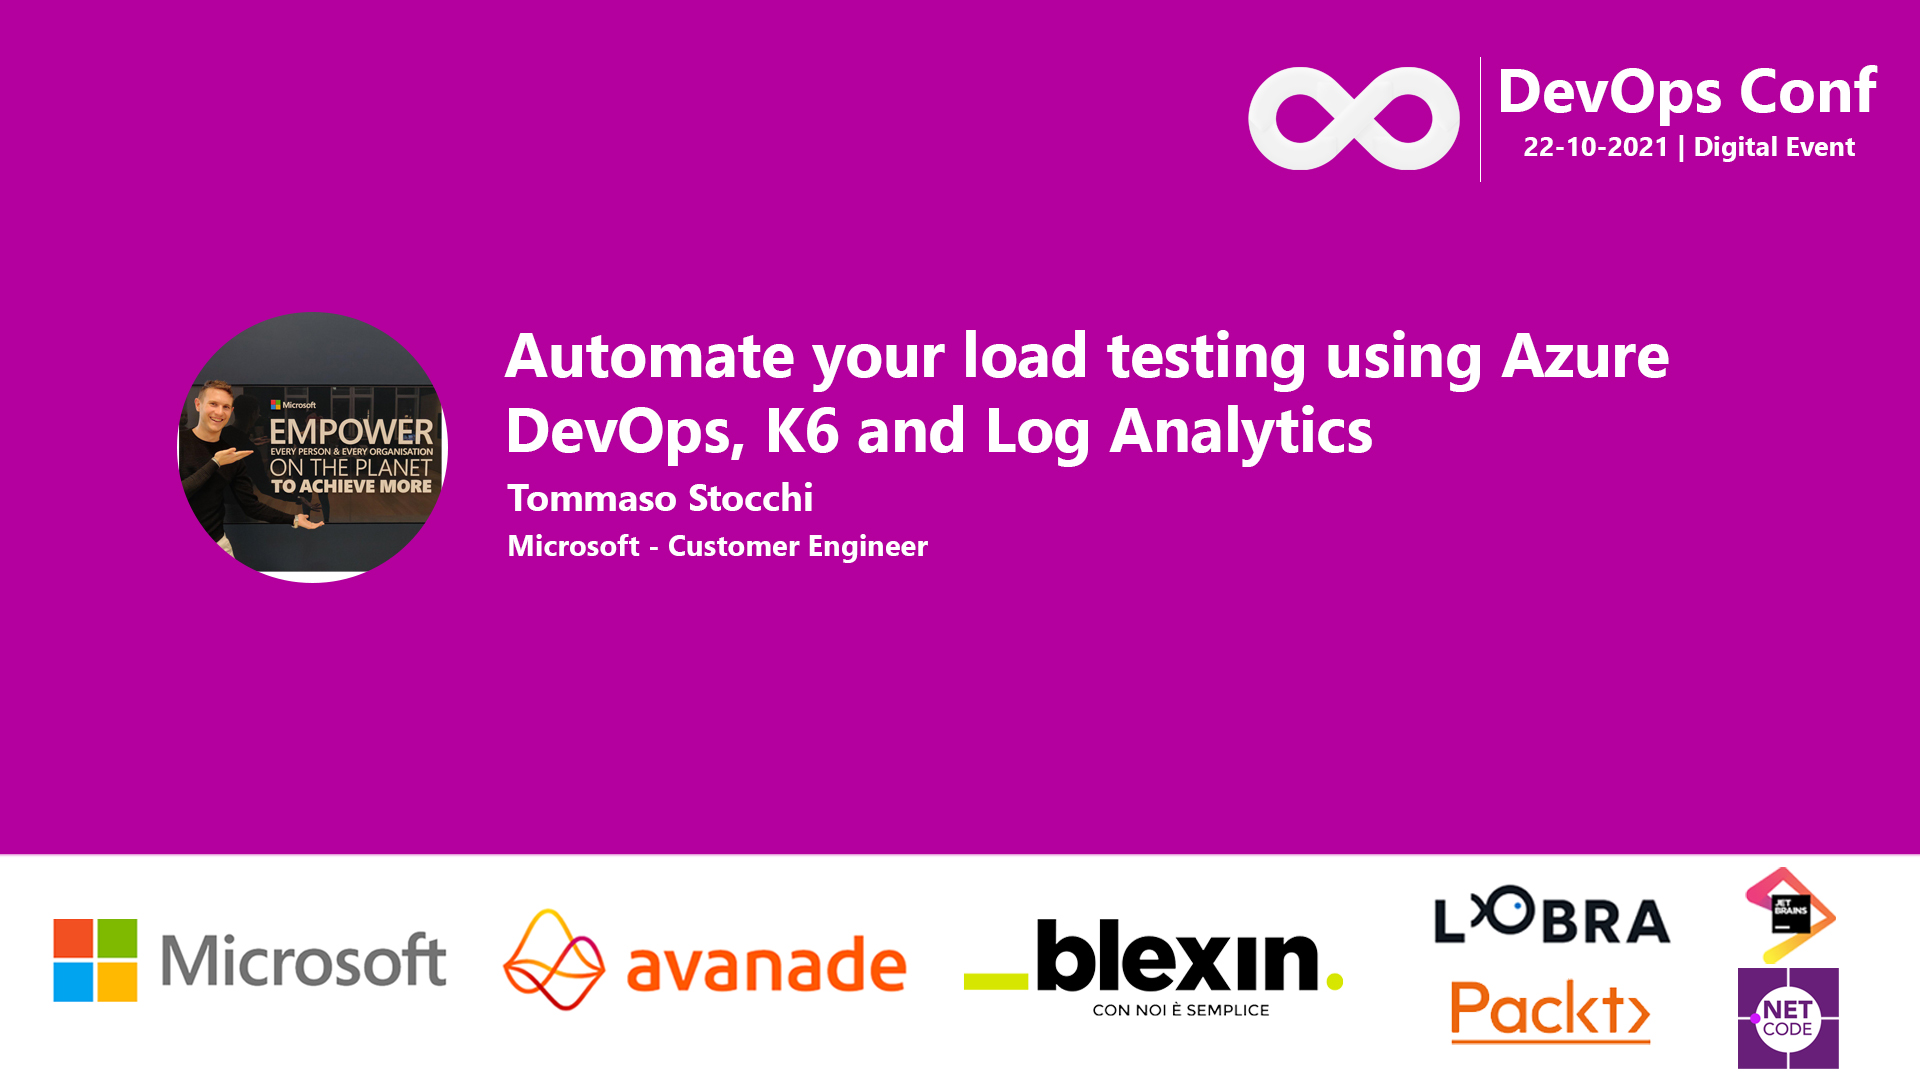 DevOps Conf
22-10-2021 | Digital Event
Automate your load testing using Azure
DevOps, K6 and Log Analytics
Tommaso Stocchi
Microsoft - Customer Engineer
Microsoft
EMPOWER
EVERY PERSON & EVERY ORGANISATION
ON THE PLANET
TO ACHIEVE MORE
Microsoft
avanade
blexin.
CON NOI È SEMPLICE
LOBRA
Packt>
JET
BRAINS
.NET
CODE